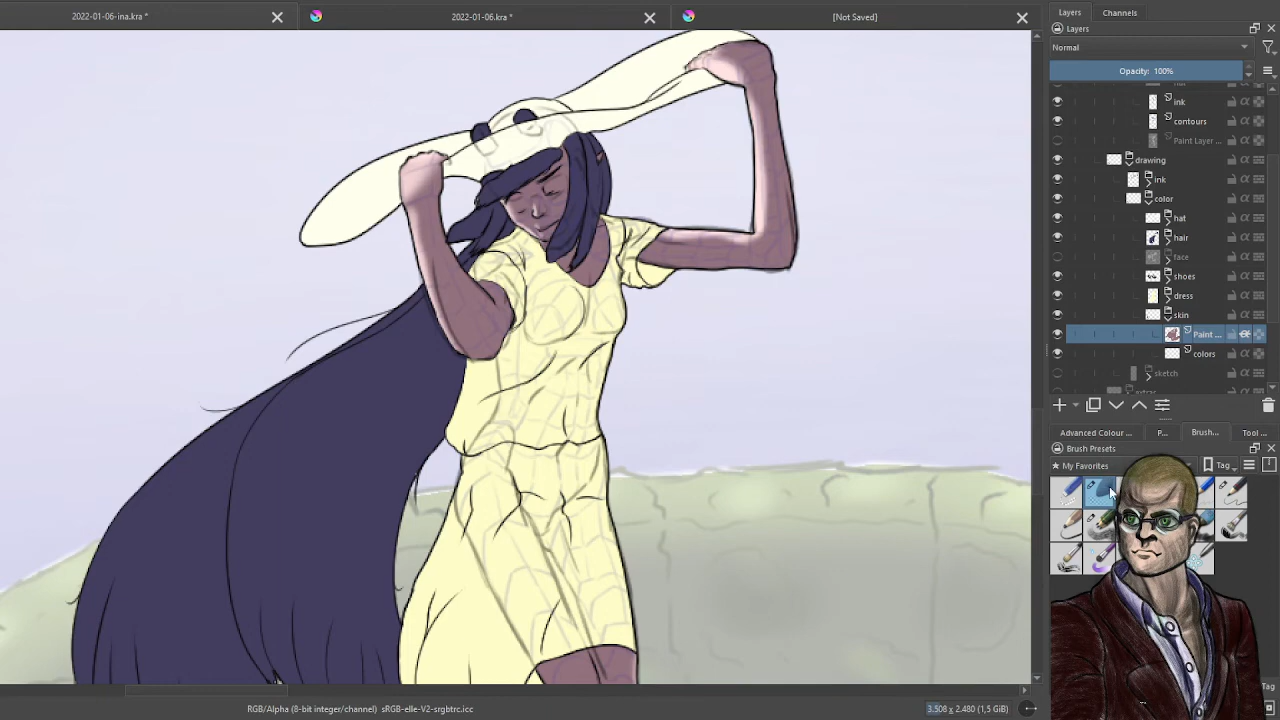 2022-01-06-ina.kra *
2022-01-06.kra *
[Not Saved]
Layers
Channels
Layers
Normal
Opacity: 100%
ink
contours
Paint Layer ...
drawing
ink
color
hat
hair
face
shoes
dress
skin
Paint ...
colors
sketch
Advanced Colour ...
P...
Brush...
Tool ...
Brush Presets
★ My Favorites
Tag
Tag
RGB/Alpha (8-bit integer/channel) sRGB-elle-V2-srgbtrc.icc
3.508 x 2.480 (1,5 GiB)